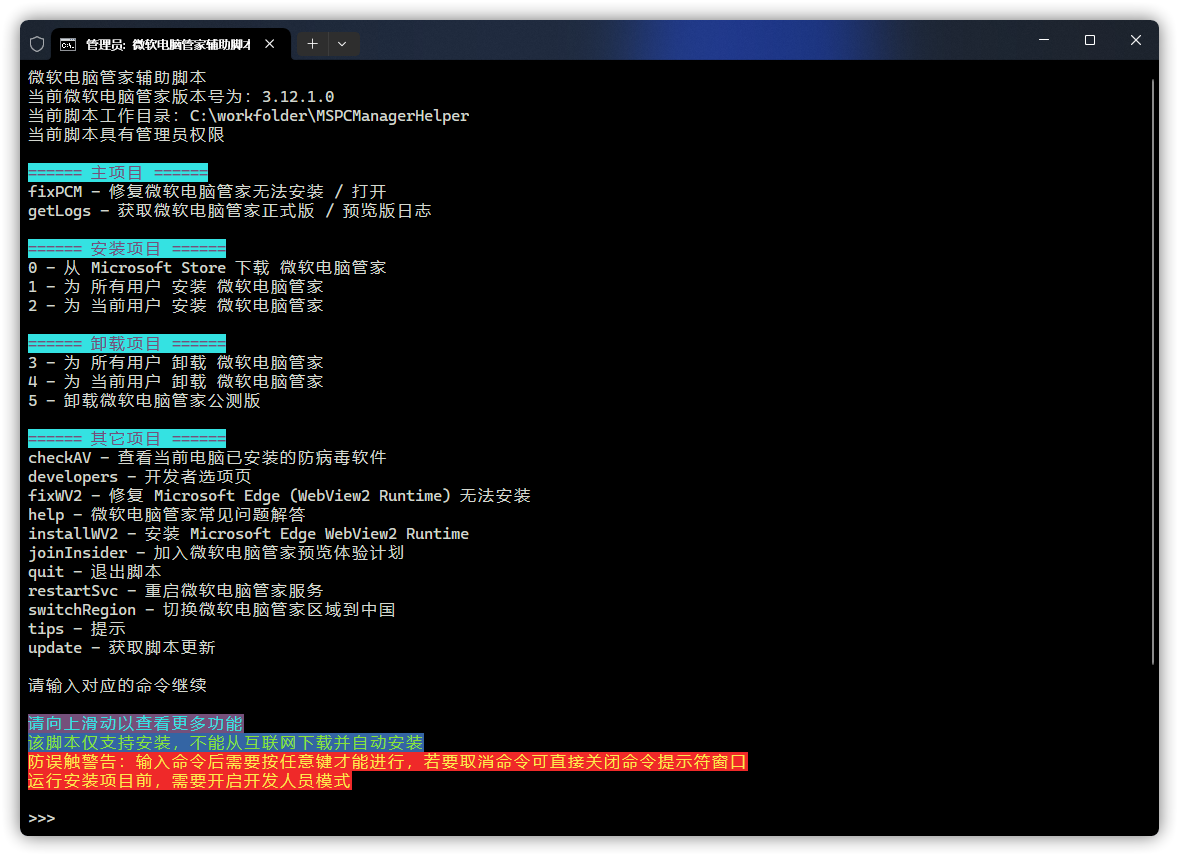 管理员: 微软电脑管家辅助脚本
微软电脑管家辅助脚本
当前微软电脑管家版本号为: 3.12.1.0
当前脚本工作目录: C:\workfolder\MSPCManagerHelper
当前脚本具有管理员权限
====== 主项目 ======
fixPCM - 修复微软电脑管家无法安装 / 打开
getLogs - 获取微软电脑管家正式版 / 预览版日志
====== 安装项目 ======
0 - 从 Microsoft Store 下载 微软电脑管家
1 - 为 所有用户 安装 微软电脑管家
2 - 为 当前用户 安装 微软电脑管家
====== 卸载项目 ======
3 - 为 所有用户 卸载 微软电脑管家
4 - 为 当前用户 卸载 微软电脑管家
5 - 卸载微软电脑管家公测版
====== 其它项目 ======
checkAV - 查看当前电脑已安装的防病毒软件
developers - 开发者选项页
fixWV2 - 修复 Microsoft Edge (WebView2 Runtime) 无法安装
help - 微软电脑管家常见问题解答
installWV2 - 安装 Microsoft Edge WebView2 Runtime
joinInsider - 加入微软电脑管家预览体验计划
quit - 退出脚本
restartSvc - 重启微软电脑管家服务
switchRegion - 切换微软电脑管家区域到中国
tips - 提示
update - 获取脚本更新
请输入对应的命令继续
请向上滑动以查看更多功能
该脚本仅支持安装, 不能从互联网下载并自动安装
防误触警告: 输入命令后需要按任意键才能进行, 若要取消命令可直接关闭命令提示符窗口
运行安装项目前, 需要开启开发人员模式
>>>